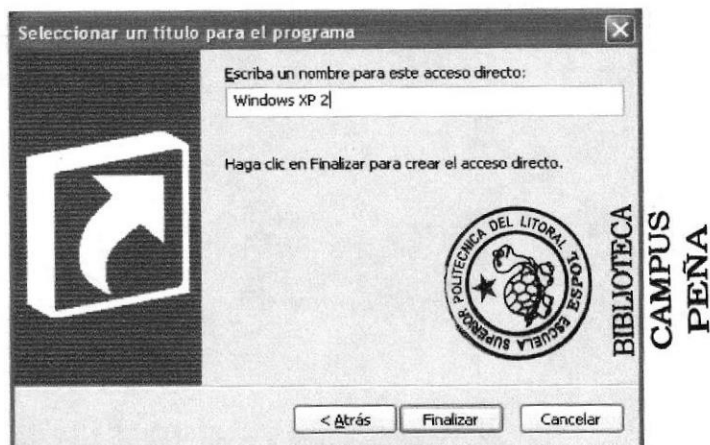 Seleccionar un título para el programa
Escriba un nombre para este acceso directo:
Windows XP 2
Haga clic en Finalizar para crear el acceso directo.
ESCUELA SUPERIOR POLITECNICA DEL LITORAL
ESPOL
BIBLIOTECA
CAMPUS
PEÑA
< Atrás
Finalizar
Cancelar